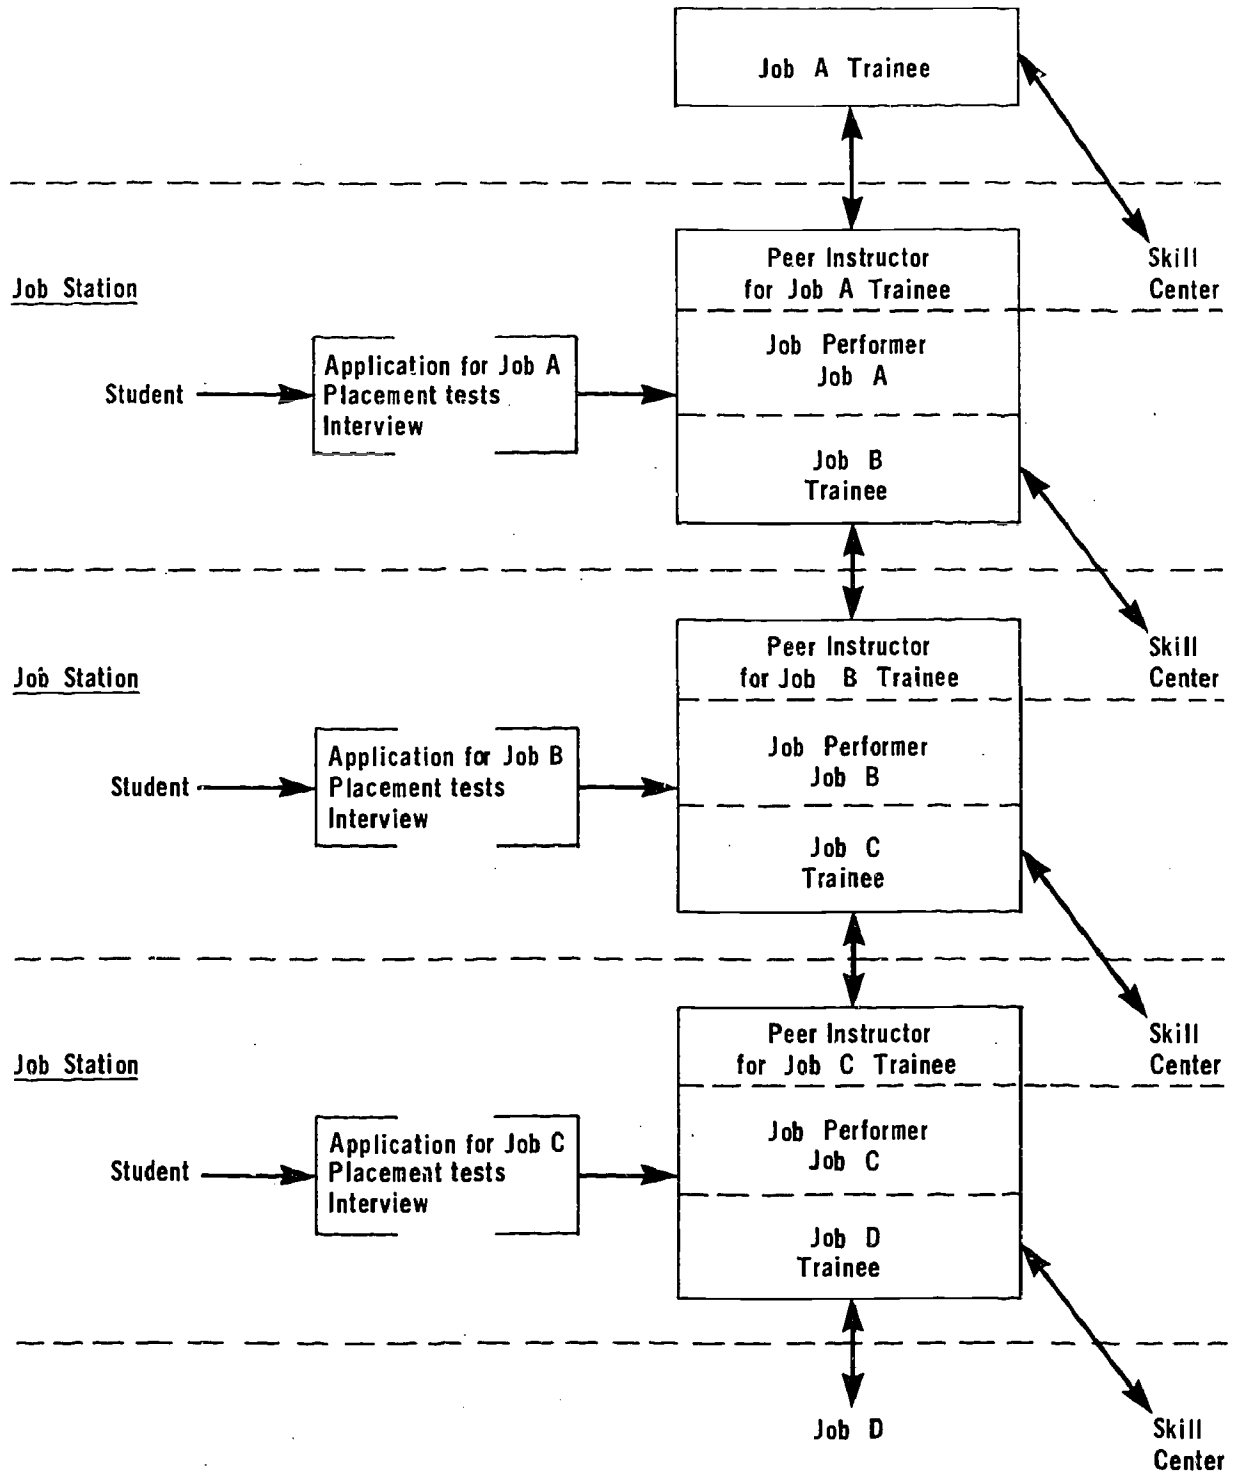 Job A Trainee
Skill
Center
Job Station
Peer Instructor
for Job A Trainee
Job Performer
Job A
Job B
Trainee
Student
Application for Job A
Placement tests
Interview
Skill
Center
Job Station
Peer Instructor
for Job B Trainee
Job Performer
Job B
Job C
Trainee
Student
Application for Job B
Placement tests
Interview
Skill
Center
Job Station
Peer Instructor
for Job C Trainee
Job Performer
Job C
Job D
Trainee
Student
Application for Job C
Placement tests
Interview
Job D
Skill
Center